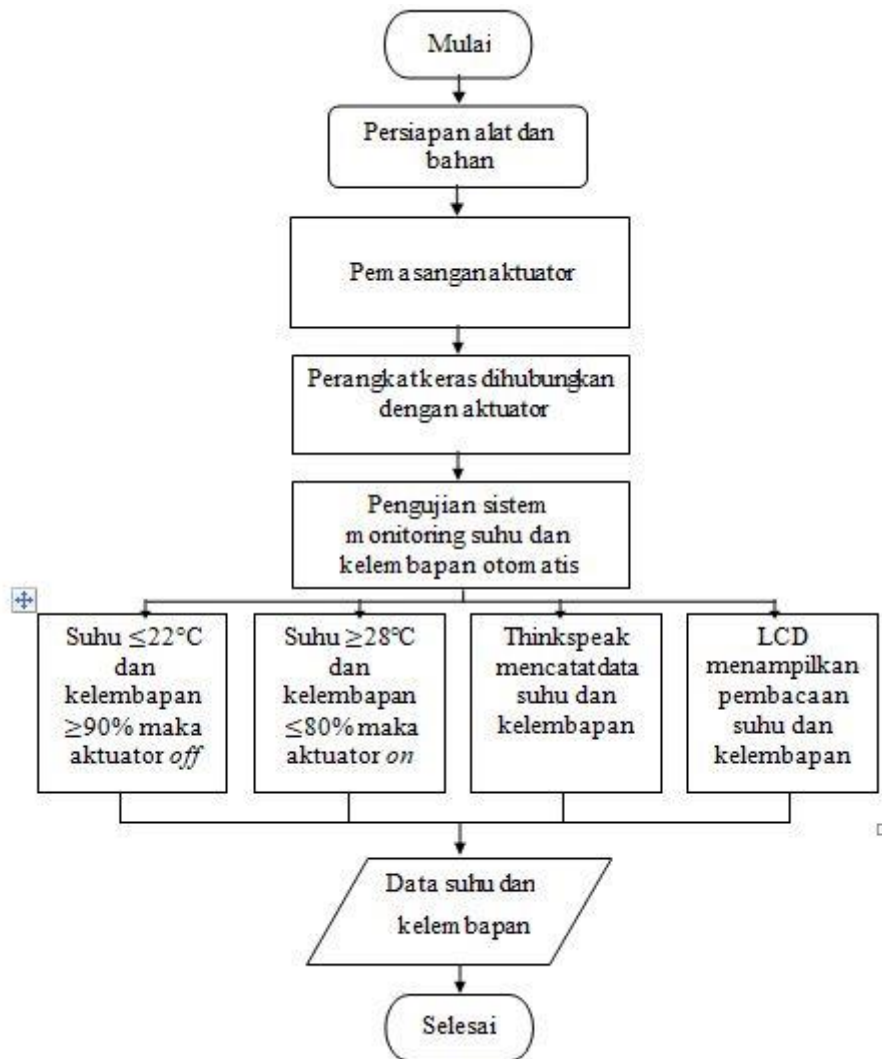 Mulai
Persiapan alat dan
bahan
Pemasangan aktuator
Perangkat keras dihubungkan
dengan aktuator
Pengujian sistem
monitoring suhu dan
kelembapan otomatis
Suhu ≤22°C
dan
kelembapan
≥90% maka
aktuator off
Suhu ≥28°C
dan
kelembapan
≤80% maka
aktuator on
Thinkspeak
mencatat data
suhu dan
kelembapan
LCD
menampilkan
pembacaan
suhu dan
kelembapan
Data suhu dan
kelembapan
Selesai